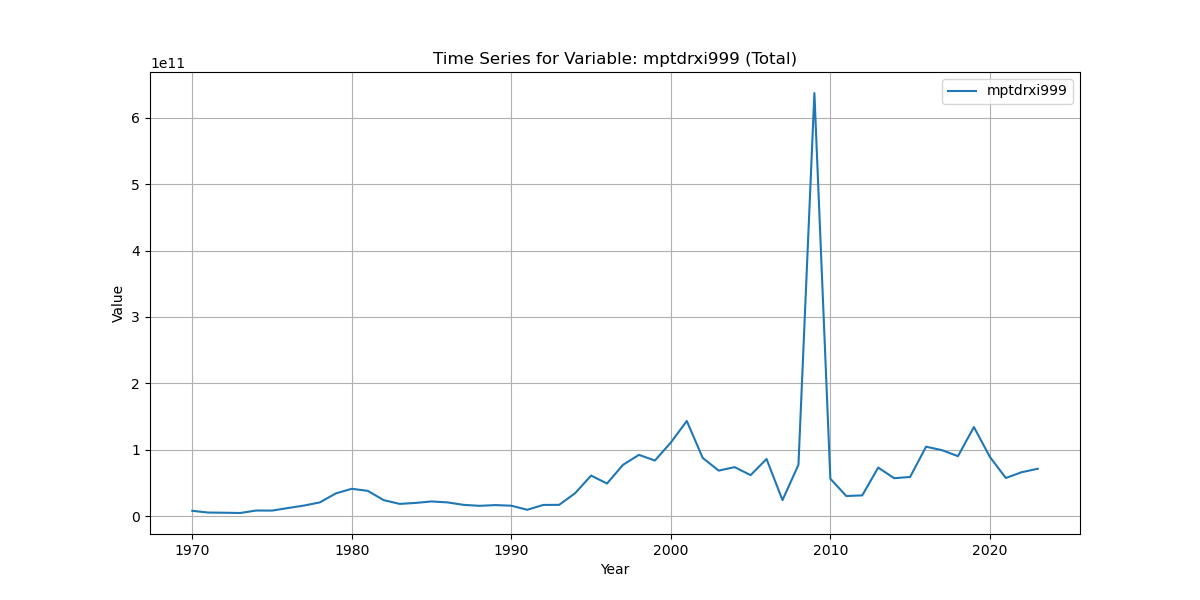 Time Series for Variable: mptdrxi999 (Total)
1e11
mptdrxi999
6
5
4
3
2
1
0
Value
1970 1980 1990 2000 2010 2020
Year